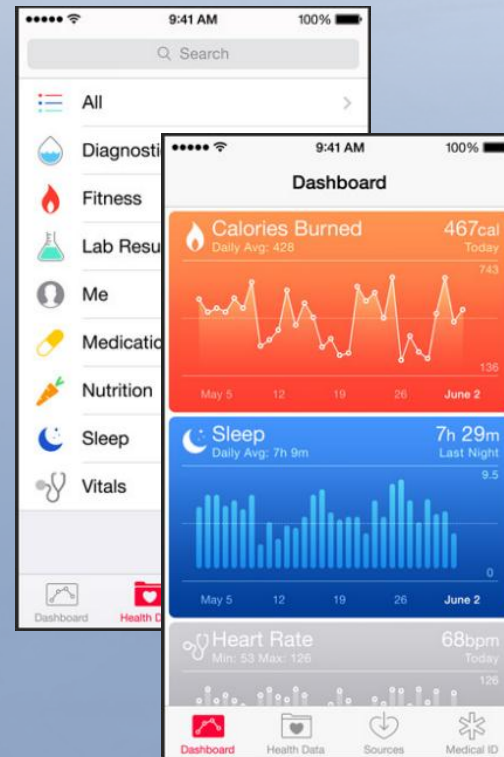 9:41 AM 100%
Search
All
Diagnosti
Fitness
Lab Resu
Me
Medicatio
Nutrition
Sleep
Vitals
Dashboard Health D
9:41 AM 100%
Dashboard
Calories Burned 467cal
Daily Avg: 428 Today
743
136
May 5 12 19 26 June 2
Sleep 7h 29m
Daily Avg: 7h 9m Last Night
9.5
0
May 5 12 19 26 June 2
Heart Rate 68bpm
Min: 53 Max: 126 Today
126
Dashboard Health Data Sources Medical ID